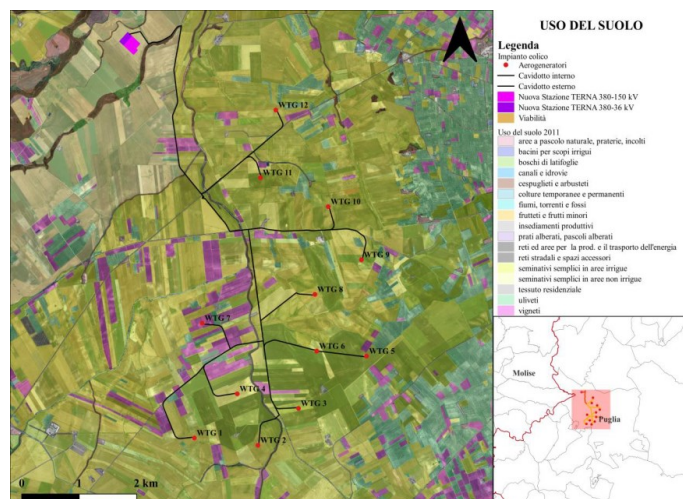 USO DEL SUOLO
Legenda
Impianto eolico
Aerogeneratori
Cavidotto interno
Cavidotto esterno
Nuova Stazione TERNA 380-150 kV
Nuova Stazione TERNA 380-36 kV
Viabilità
Uso del suolo 2011
aree a pascolo naturale, praterie, incolti
bacini per scopi irrigui
boschi di latifoglie
canali e idrovie
cespuglieti e arbusteti
colture temporanee e permanenti
fiumi, torrenti e fossi
frutteti e frutti minori
insediamenti produttivi
prati alberati, pascoli alberati
reti ed aree per la prod. e il trasporto dell'energia
reti stradali e spazi accessori
seminativi semplici in aree irrigue
seminativi semplici in aree non irrigue
tessuto residenziale
uliveti
vigneti
WTG 12
WTG 11
WTG 10
WTG 9
WTG 8
WTG 7
WTG 6
WTG 5
WTG 4
WTG 3
WTG 1
WTG 2
0 1 2 km
Molise
Puglia